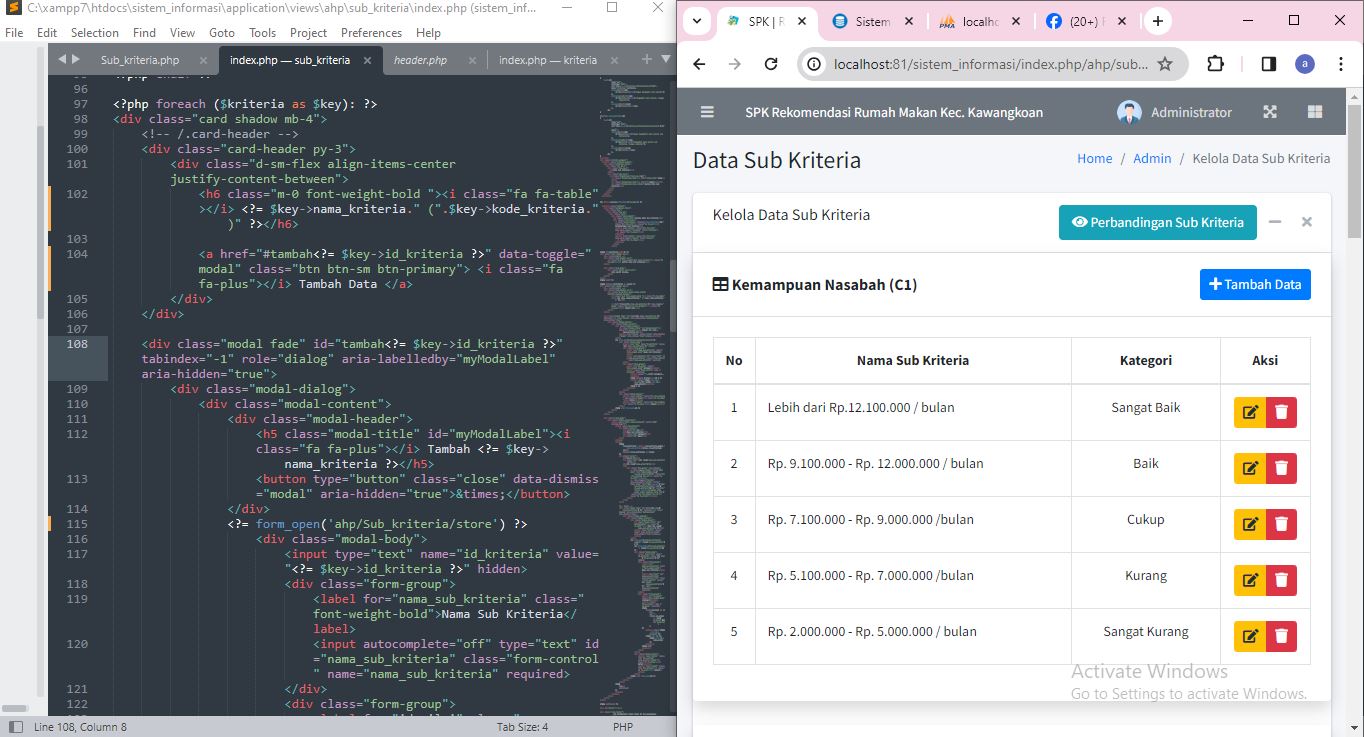 C:\xampp7\htdocs\sistem_informasi\application\views\ahp\sub_kriteria\index.php (sistem_inf...
File Edit Selection Find View Goto Tools Project Preferences Help
Sub_kriteria.php
index.php — sub_kriteria
header.php
index.php — kriteria
96
97 <?php foreach ($kriteria as $key): ?>
98 <div class="card shadow mb-4">
99 <!-- /.card-header -->
100 <div class="card-header py-3">
101 <div class="d-sm-flex align-items-center
justify-content-between">
102 <h6 class="m-0 font-weight-bold "><i class="fa fa-table"
></i> <?= $key->nama_kriteria." (".$key->kode_kriteria."
)" ?></h6>
103
104 <a href="#tambah<?= $key->id_kriteria ?>" data-toggle="
modal" class="btn btn-sm btn-primary"> <i class="fa
fa-plus"></i> Tambah Data </a>
105 </div>
106 </div>
107
108 <div class="modal fade" id="tambah<?= $key->id_kriteria ?>"
tabindex="-1" role="dialog" aria-labelledby="myModalLabel"
aria-hidden="true">
109 <div class="modal-dialog">
110 <div class="modal-content">
111 <div class="modal-header">
112 <h5 class="modal-title" id="myModalLabel"><i
class="fa fa-plus"></i> Tambah <?= $key->
nama_kriteria ?></h5>
113 <button type="button" class="close" data-dismiss
="modal" aria-hidden="true">&times;</button>
114 </div>
115 <?= form_open('ahp/Sub_kriteria/store') ?>
116 <div class="modal-body">
117 <input type="text" name="id_kriteria" value=
"<?= $key->id_kriteria ?>" hidden>
118 <div class="form-group">
119 <label for="nama_sub_kriteria" class="
font-weight-bold">Nama Sub Kriteria</
label>
120 <input autocomplete="off" type="text" id
="nama_sub_kriteria" class="form-control
" name="nama_sub_kriteria" required>
121 </div>
122 <div class="form-group">
Line 108, Column 8
Tab Size: 4
PHP
SPK | R
Sistem
localhc
(20+)
localhost:81/sistem_informasi/index.php/ahp/sub...
a
SPK Rekomendasi Rumah Makan Kec. Kawangkoan
Administrator
Data Sub Kriteria
Home / Admin / Kelola Data Sub Kriteria
Kelola Data Sub Kriteria
Perbandingan Sub Kriteria
Kemampuan Nasabah (C1)
Tambah Data
No Nama Sub Kriteria Kategori Aksi
1 Lebih dari Rp.12.100.000 / bulan Sangat Baik
2 Rp. 9.100.000 - Rp. 12.000.000 / bulan Baik
3 Rp. 7.100.000 - Rp. 9.000.000 /bulan Cukup
4 Rp. 5.100.000 - Rp. 7.000.000 /bulan Kurang
5 Rp. 2.000.000 - Rp. 5.000.000 / bulan Sangat Kurang
Activate Windows
Go to Settings to activate Windows.